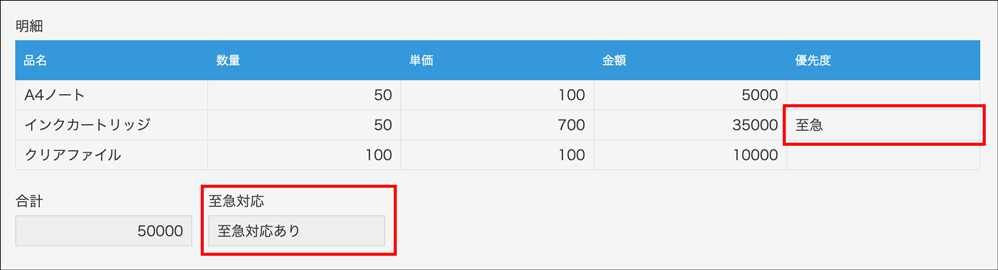 明細
品名 数量 単価 金額 優先度
A4ノート 50 100 5000
インクカートリッジ 50 700 35000 至急
クリアファイル 100 100 10000
合計 至急対応
50000 至急対応あり